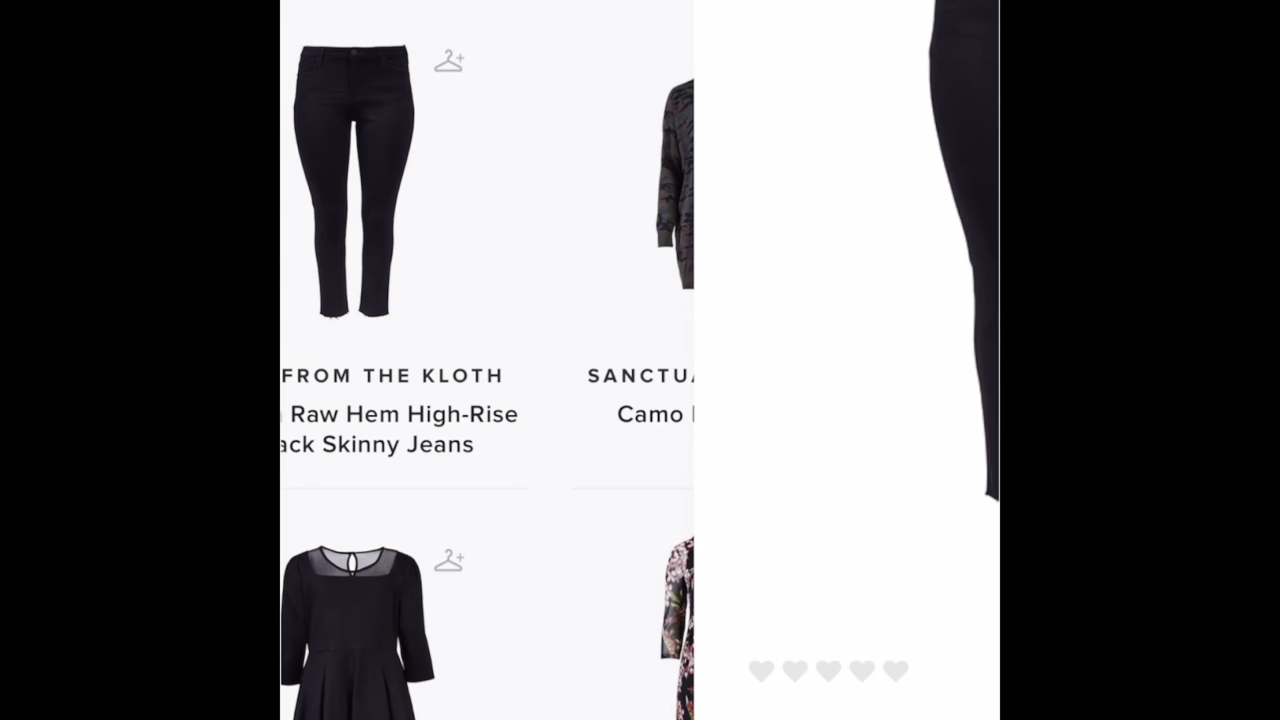 FROM THE KLOTH
Raw Hem High-Rise
ack Skinny Jeans
SANCTU
Camo